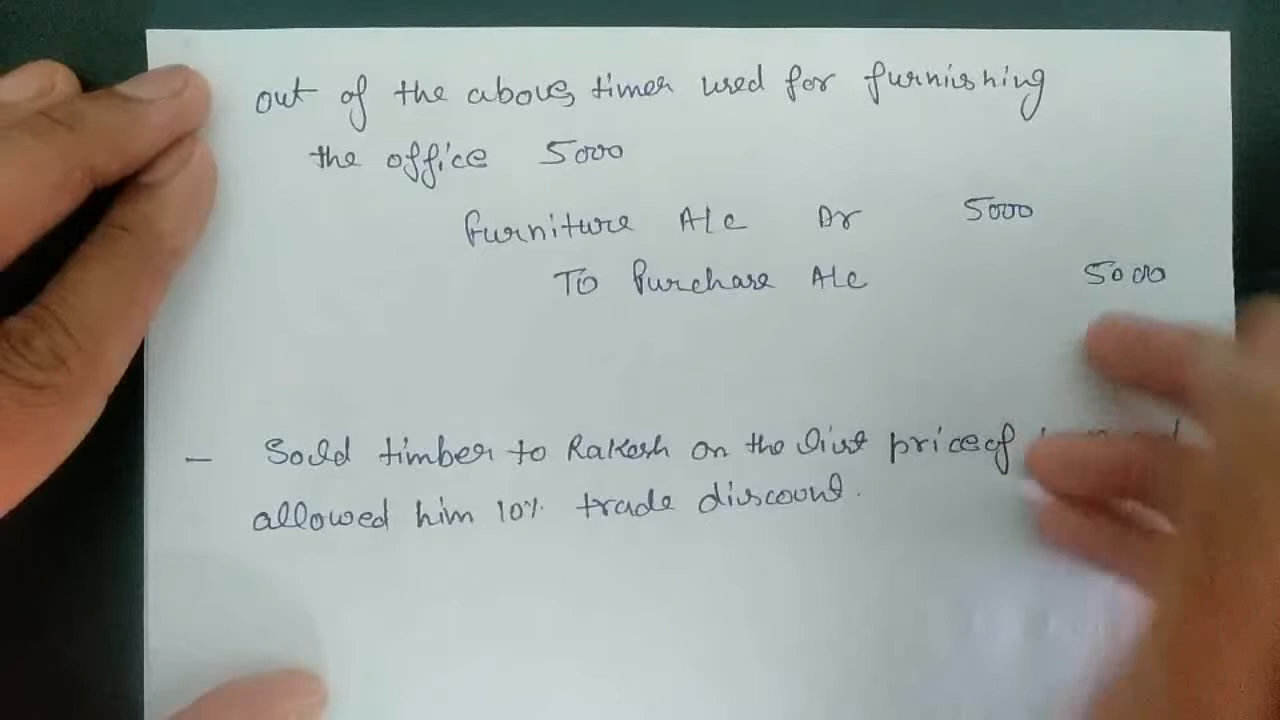 out of the above, timer used for furnishing
the office 5000
furniture A/c Dr 5000
To Purchase A/c 5000
– Sold timber to Rakesh on the list price of
allowed him 10% trade discount.